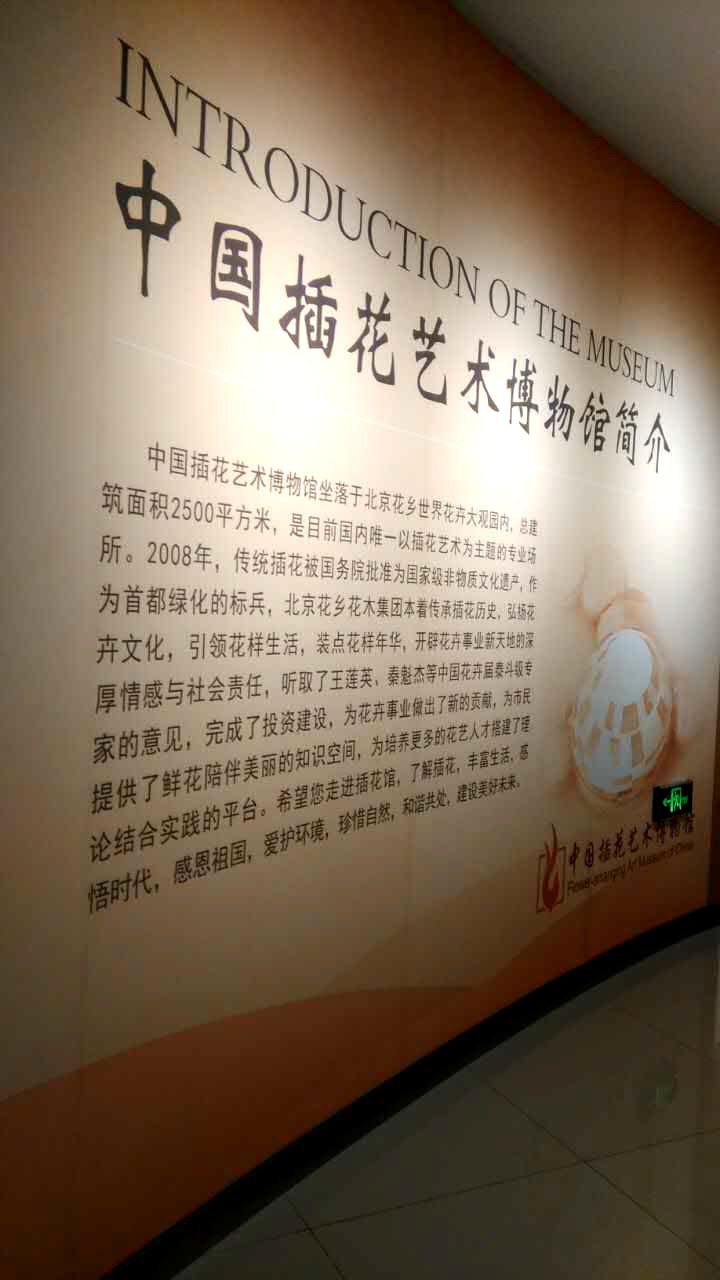 INTRODUCTION OF THE MUSEUM
中国插花艺术博物馆简介
中国插花艺术博物馆坐落于北京花乡世界花卉大观园内，总建
筑面积2500平方米，是目前国内唯一以插花艺术为主题的专业场
所。2008年，传统插花被国务院批准为国家级非物质文化遗产，作
为首都绿化的标兵，北京花乡花木集团本着传承插花历史，弘扬花
卉文化，引领花样生活，装点花样年华，开辟花卉事业新天地的深
厚情感与社会责任，听取了王莲英、秦魁杰等中国花卉届泰斗级专
家的意见，完成了投资建设，为花卉事业做出了新的贡献，为市民
提供了鲜花陪伴美丽的知识空间，为培养更多的花艺人才搭建了理
论结合实践的平台。希望您走进插花馆，了解插花，丰富生活，感
悟时代，感恩祖国，爱护环境，珍惜自然，和谐共处，建设美好未来。
中国插花艺术博物馆
Flower-arranging Art Museum of China